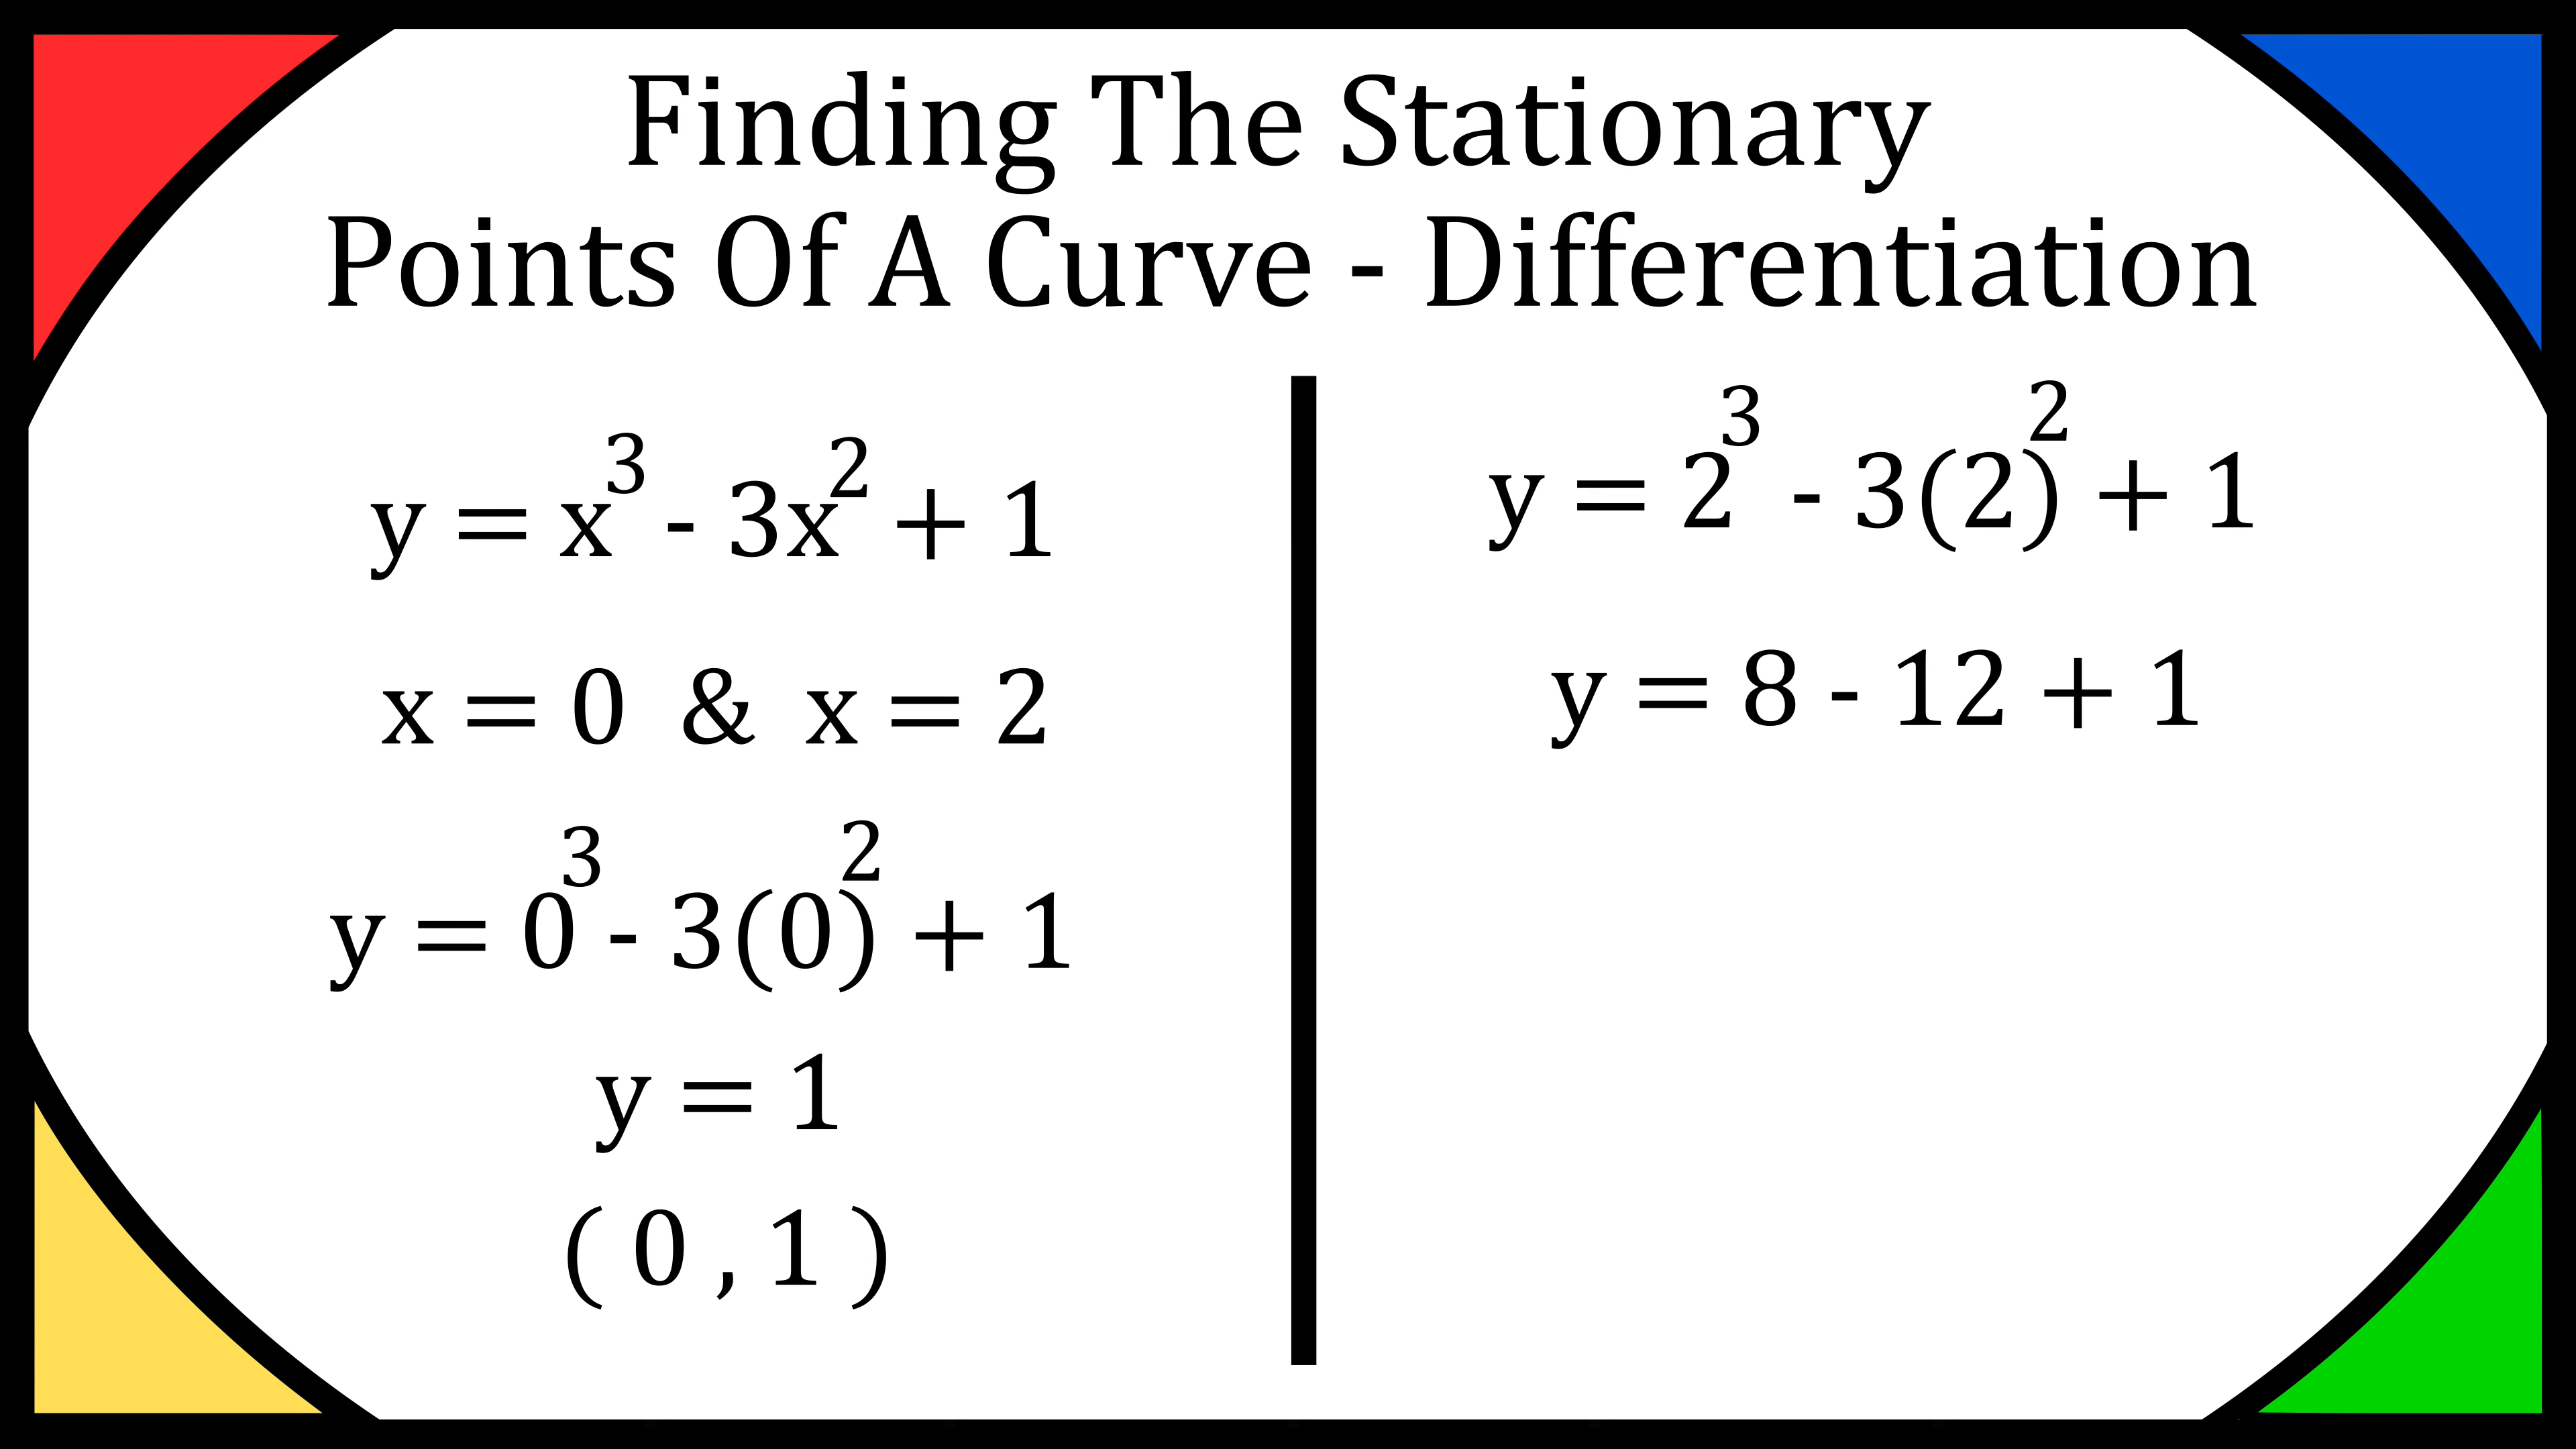 Finding The Stationary
Points Of A Curve - Differentiation
y = x³ - 3x² + 1
x = 0 & x = 2
y = 0³ - 3(0)² + 1
y = 1
( 0 , 1 )
y = 2³ - 3(2)² + 1
y = 8 - 12 + 1